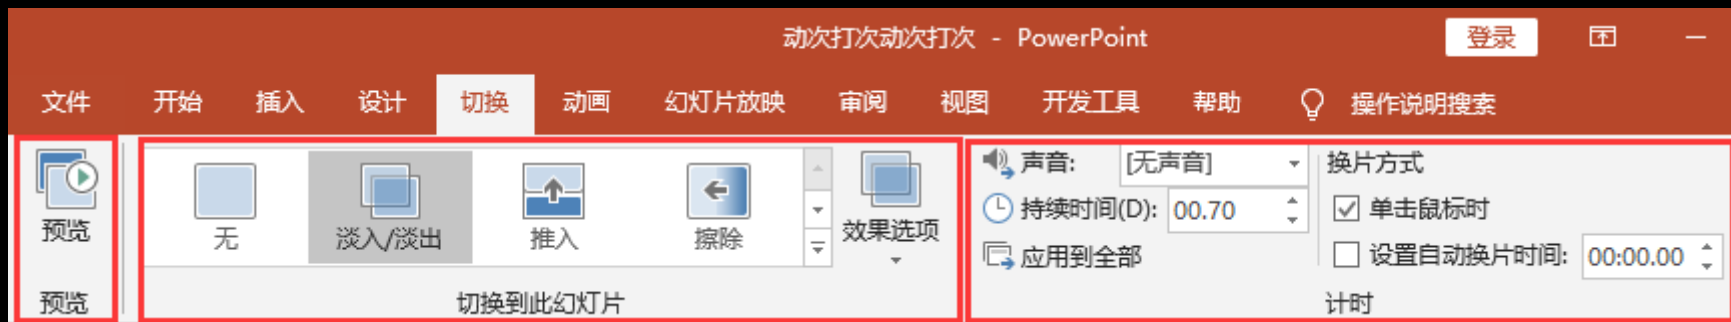 动次打次动次打次 - PowerPoint 登录
文件 开始 插入 设计 切换 动画 幻灯片放映 审阅 视图 开发工具 帮助 操作说明搜索
预览
预览
无 淡入/淡出 推入 擦除 效果选项
切换到此幻灯片
声音: [无声音]
持续时间(D): 00.70
应用到全部
换片方式
单击鼠标时
设置自动换片时间: 00:00.00
计时